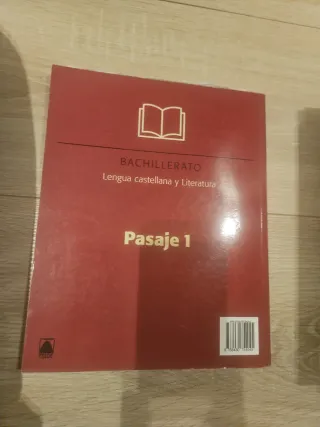 BACHILLERATO
Lengua castellana y Literatura
Pasaje 1